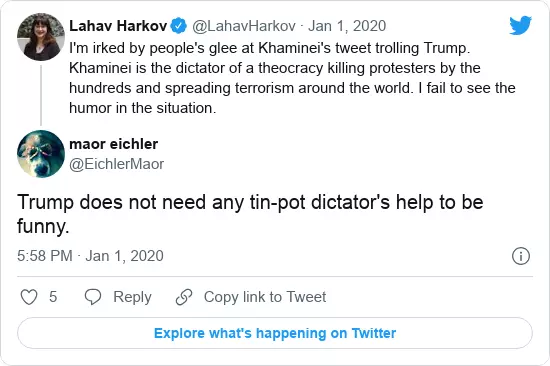 Lahav Harkov @LahavHarkov · Jan 1, 2020
I'm irked by people's glee at Khaminei's tweet trolling Trump.
Khaminei is the dictator of a theocracy killing protesters by the
hundreds and spreading terrorism around the world. I fail to see the
humor in the situation.
maor eichler
@EichlerMaor
Trump does not need any tin-pot dictator's help to be
funny.
5:58 PM · Jan 1, 2020
5 Reply Copy link to Tweet
Explore what's happening on Twitter